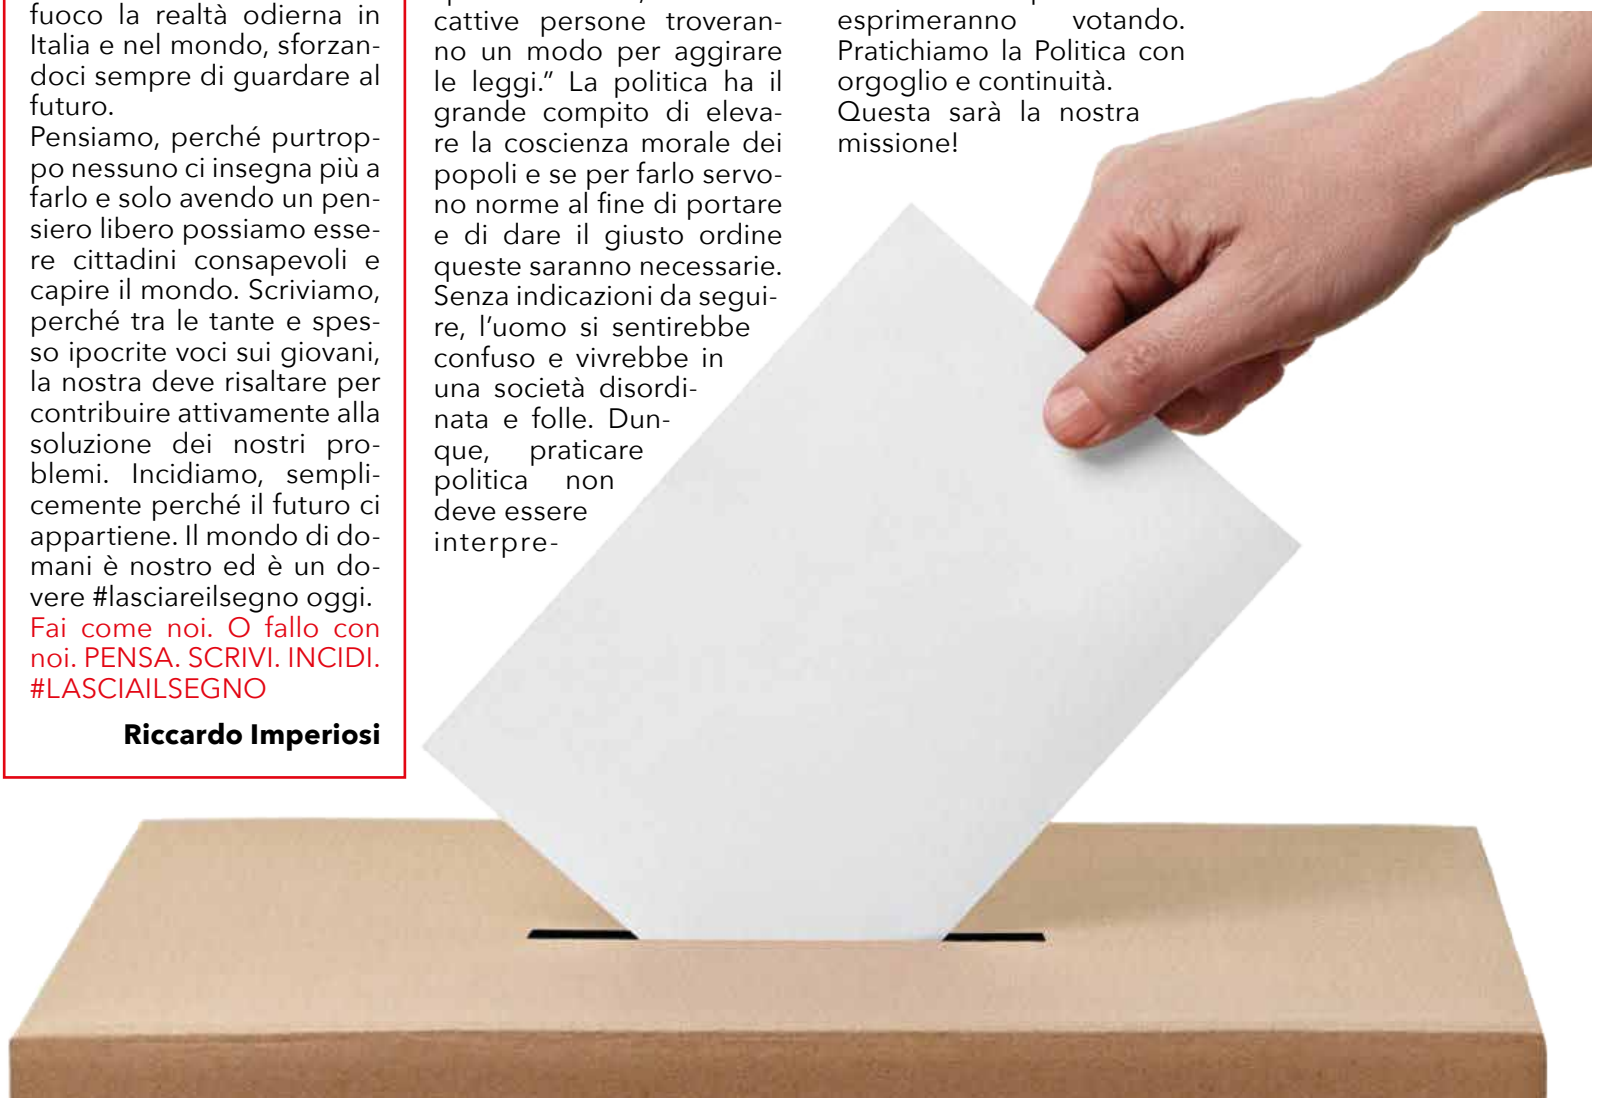 fuoco la realtà odierna in
Italia e nel mondo, sforzan-
doci sempre di guardare al
futuro.
Pensiamo, perché purtrop-
po nessuno ci insegna più a
farlo e solo avendo un pen-
siero libero possiamo esse-
re cittadini consapevoli e
capire il mondo. Scriviamo,
perché tra le tante e spes-
so ipocrite voci sui giovani,
la nostra deve risaltare per
contribuire attivamente alla
soluzione dei nostri pro-
blemi. Incidiamo, sempli-
cemente perché il futuro ci
appartiene. Il mondo di do-
mani è nostro ed è un do-
vere #lasciareilsegno oggi.
Fai come noi. O fallo con
noi. PENSA. SCRIVI. INCIDI.
#LASCIAILSEGNO
Riccardo Imperiosi
cattive persone troveran-
no un modo per aggirare
le leggi.” La politica ha il
grande compito di eleva-
re la coscienza morale dei
popoli e se per farlo servo-
no norme al fine di portare
e di dare il giusto ordine
queste saranno necessarie.
Senza indicazioni da segui-
re, l’uomo si sentirebbe
confuso e vivrebbe in
una società disordi-
nata e folle. Dun-
que, praticare
politica non
deve essere
interpre-
esprimeranno votando.
Pratichiamo la Politica con
orgoglio e continuità.
Questa sarà la nostra
missione!